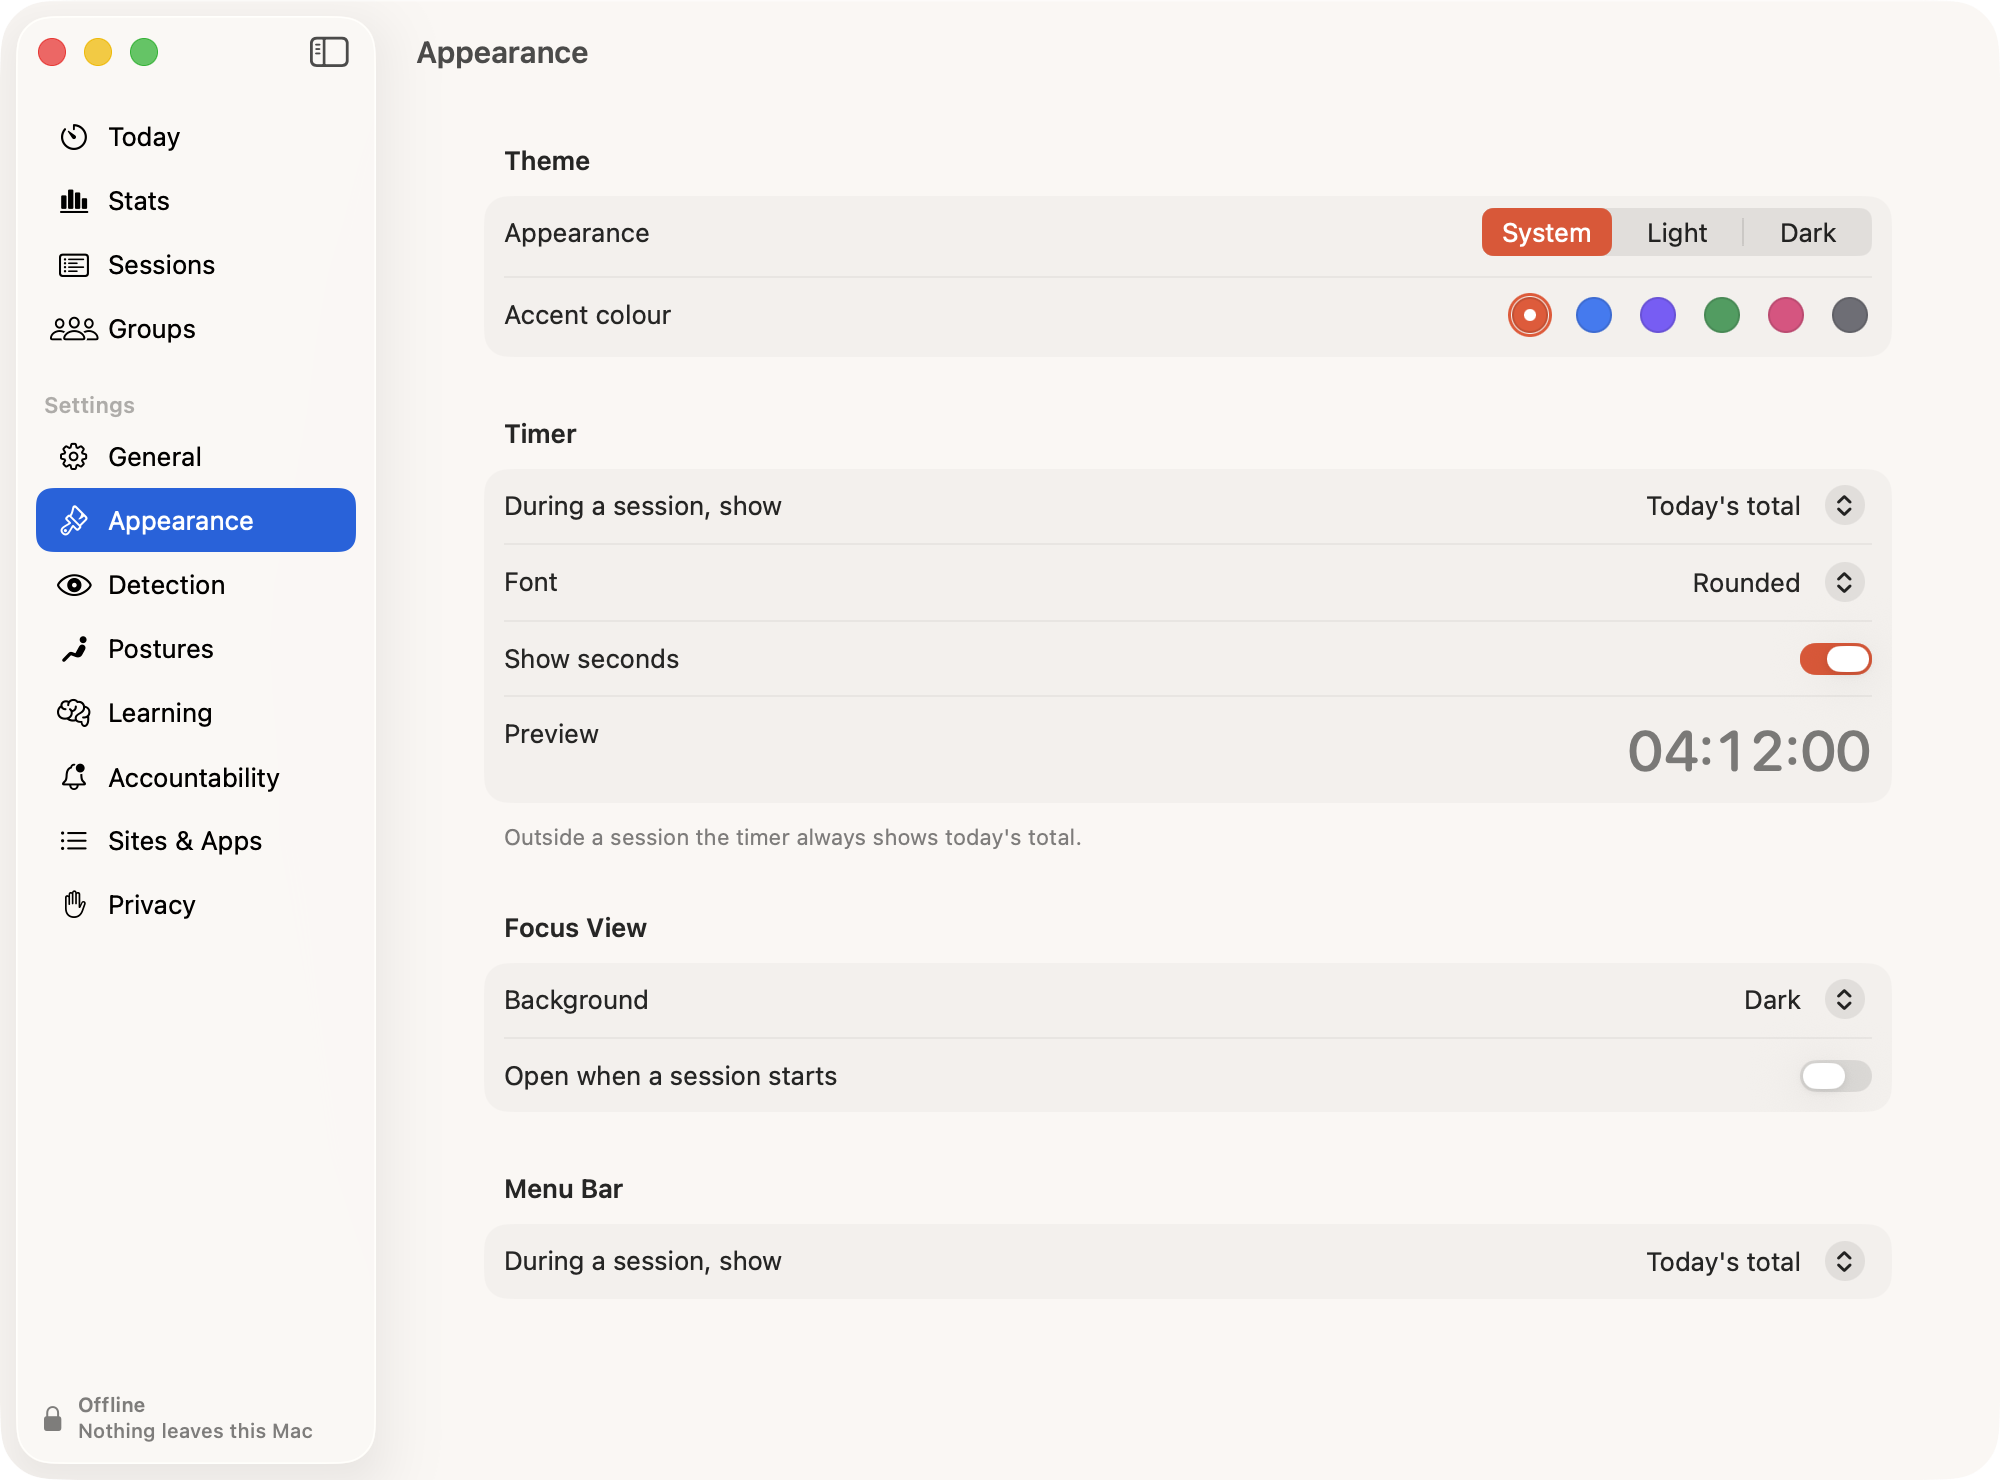 Appearance
Today
Stats
Sessions
Groups
Settings
General
Appearance
Detection
Postures
Learning
Accountability
Sites & Apps
Privacy
Offline
Nothing leaves this Mac
Theme
Appearance System Light Dark
Accent colour
Timer
During a session, show Today's total
Font Rounded
Show seconds
Preview 04:12:00
Outside a session the timer always shows today's total.
Focus View
Background Dark
Open when a session starts
Menu Bar
During a session, show Today's total